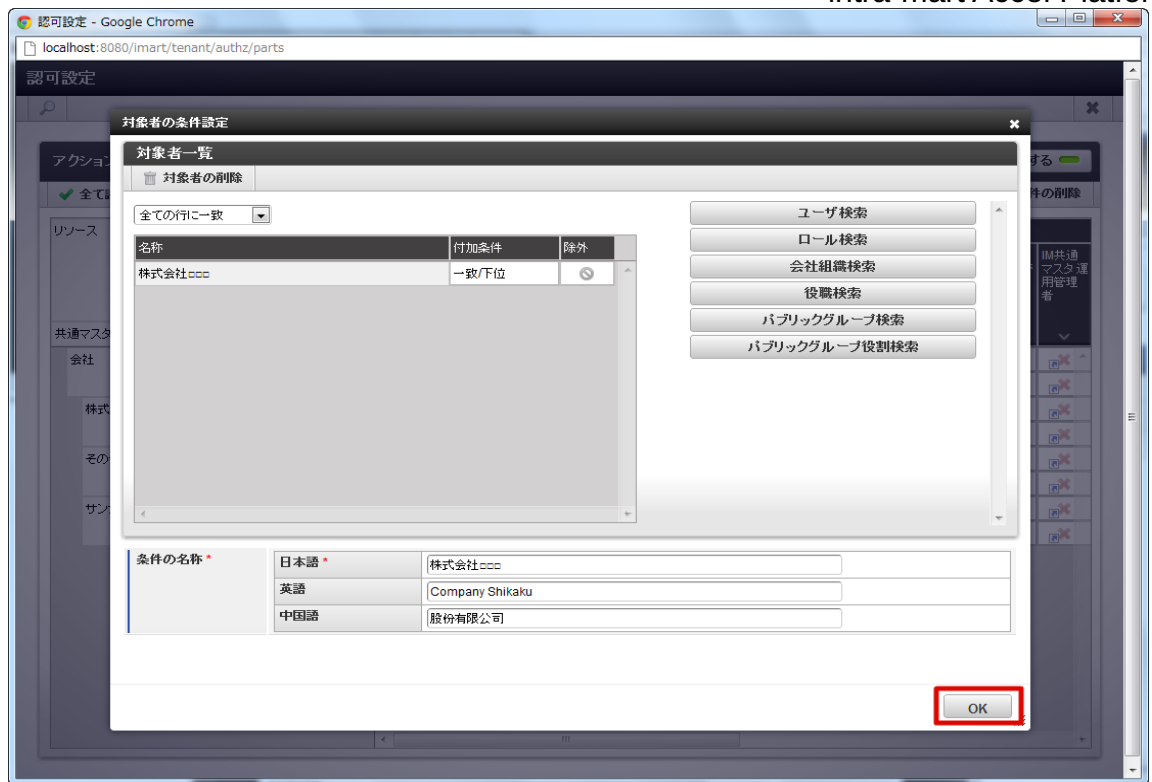 認可設定 - Google Chrome
localhost:8080/imart/tenant/authz/parts
認可設定
対象者の条件設定
対象者一覧
対象者の削除
全ての行に一致
名称 付加条件 除外
株式会社□□□ 一致/下位
ユーザ検索
ロール検索
会社組織検索
役職検索
パブリックグループ検索
パブリックグループ役割検索
条件の名称 *
日本語 * 株式会社□□□
英語 Company Shikaku
中国語 股份有限公司
OK
アクション
する
全て
件の削除
リソース
IM共通
マスタ運
用管理
者
共通マスタ
会社
株式
その
サン